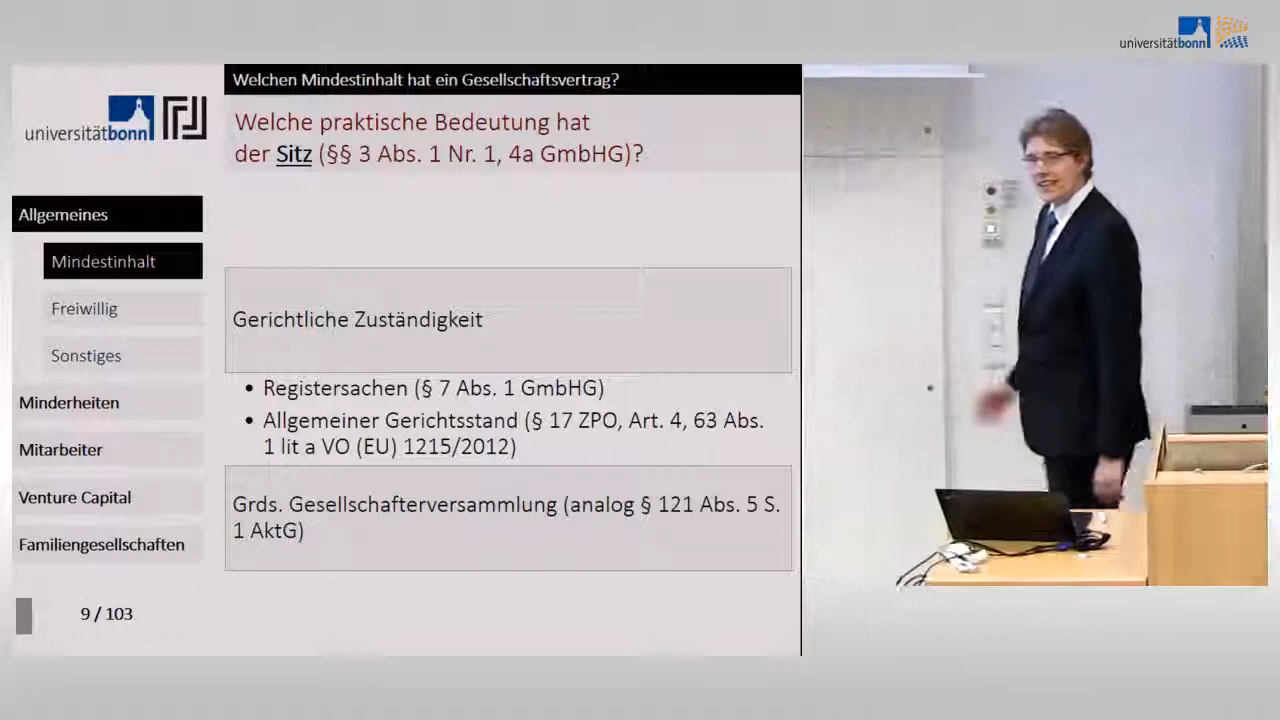 universitätbonn
universitätbonn
Welchen Mindestinhalt hat ein Gesellschaftsvertrag?
Welche praktische Bedeutung hat
der Sitz (§§ 3 Abs. 1 Nr. 1, 4a GmbHG)?
Allgemeines
Mindestinhalt
Freiwillig
Sonstiges
Minderheiten
Mitarbeiter
Venture Capital
Familiengesellschaften
9 / 103
Gerichtliche Zuständigkeit
• Registersachen (§ 7 Abs. 1 GmbHG)
• Allgemeiner Gerichtsstand (§ 17 ZPO, Art. 4, 63 Abs.
1 lit a VO (EU) 1215/2012)
Grds. Gesellschafterversammlung (analog § 121 Abs. 5 S.
1 AktG)